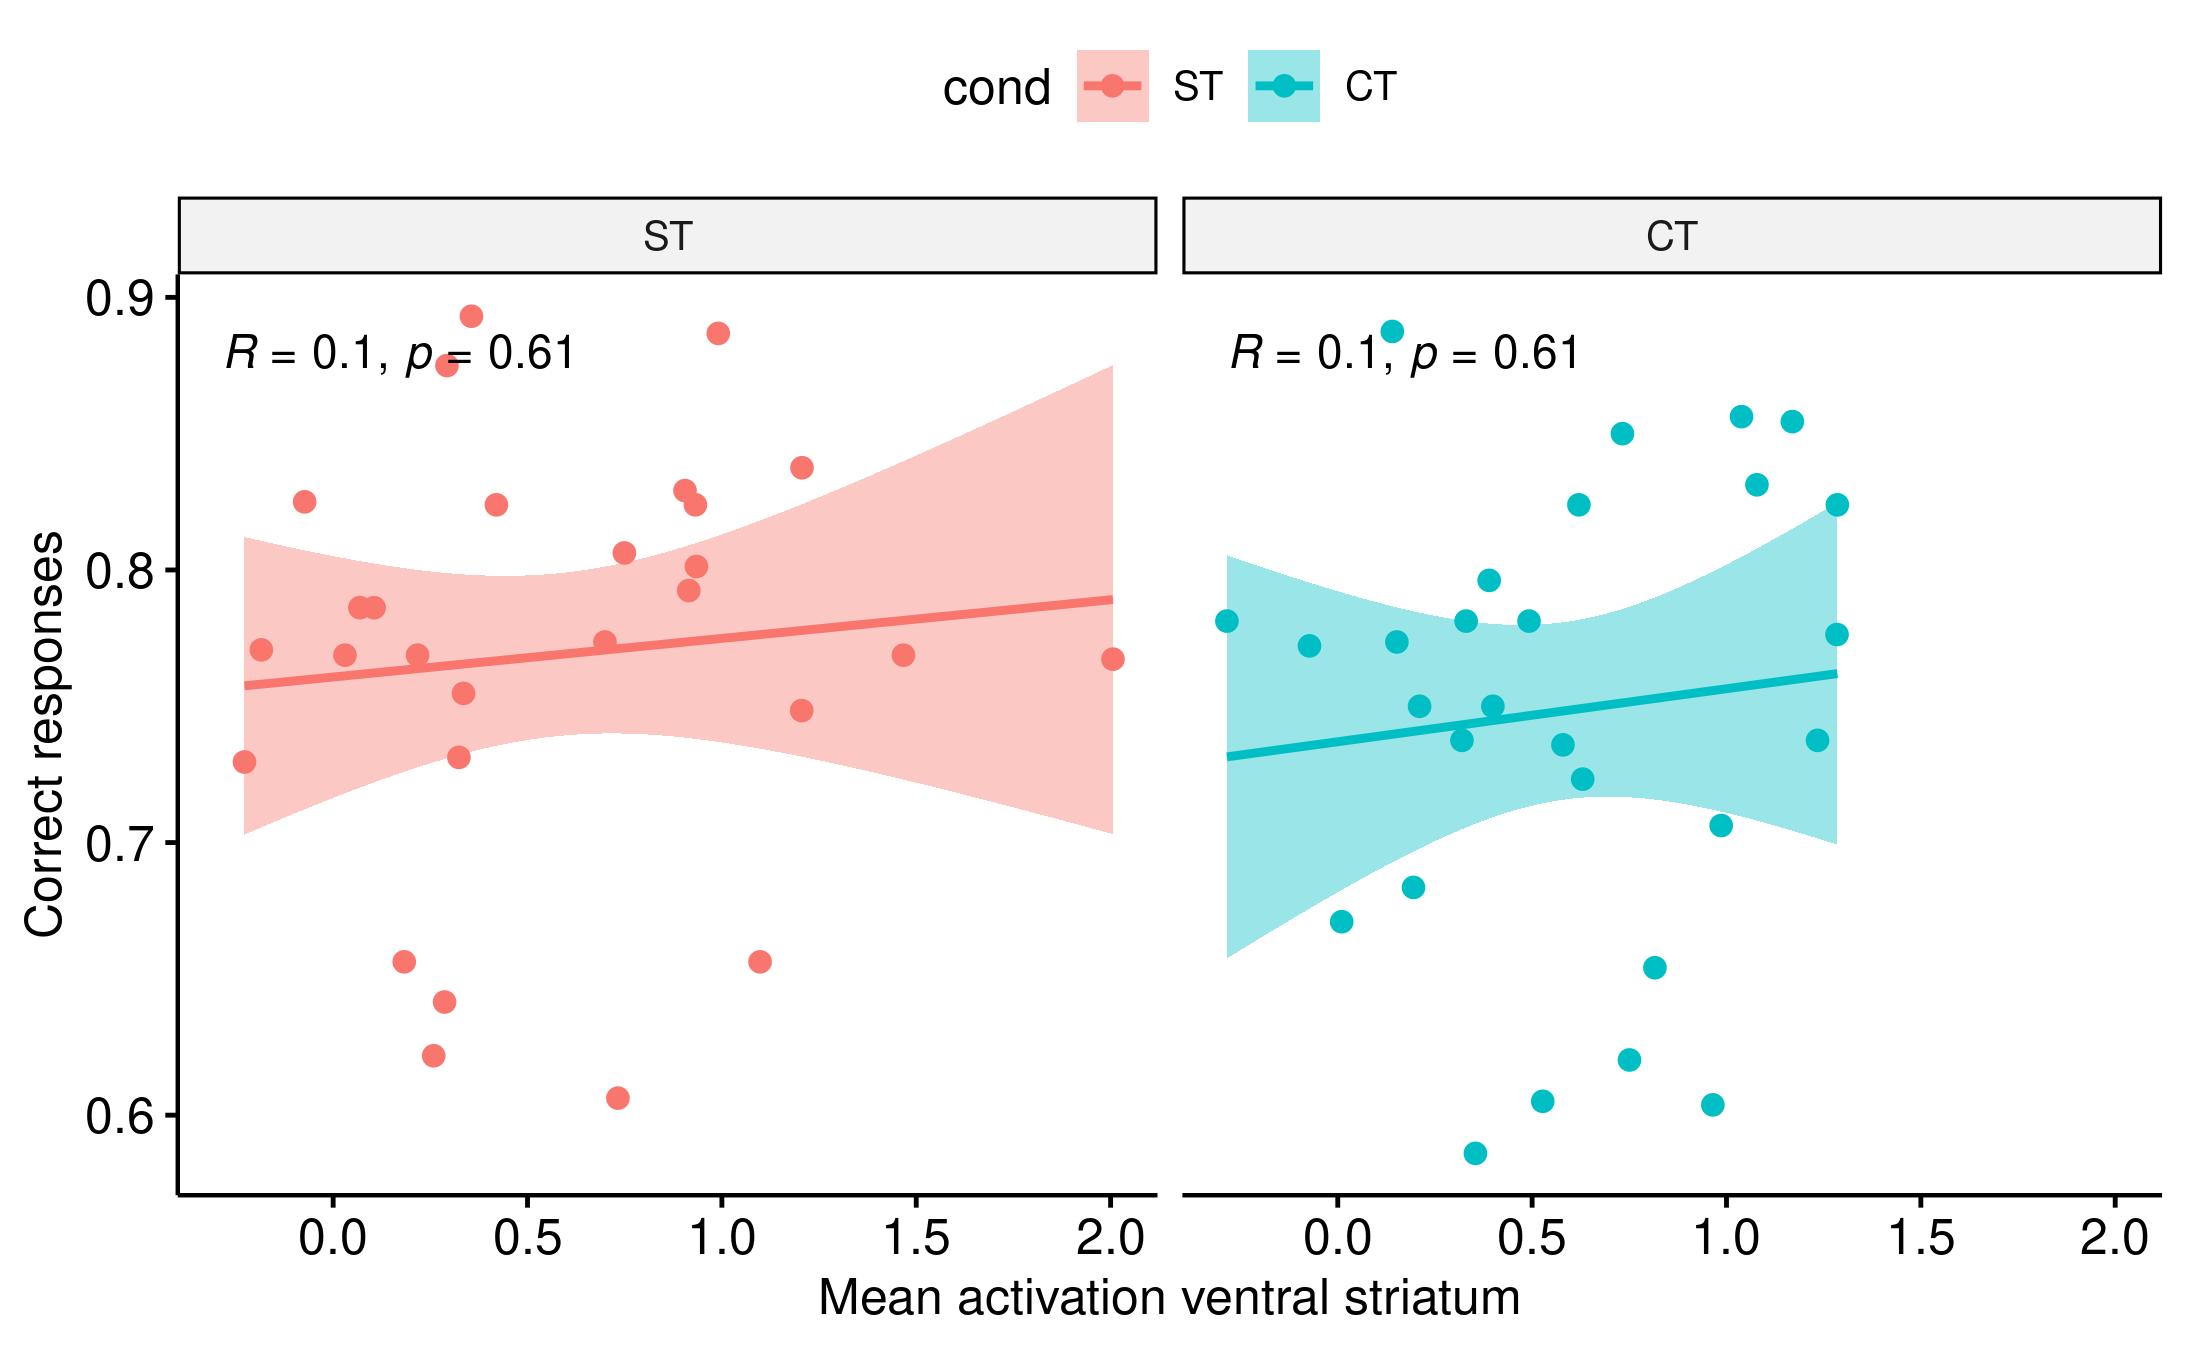 cond ST CT
ST CT
R = 0.1, p = 0.61 R = 0.1, p = 0.61
0.9
0.8
0.7
0.6
Correct responses
0.0 0.5 1.0 1.5 2.0 0.0 0.5 1.0 1.5 2.0
Mean activation ventral striatum